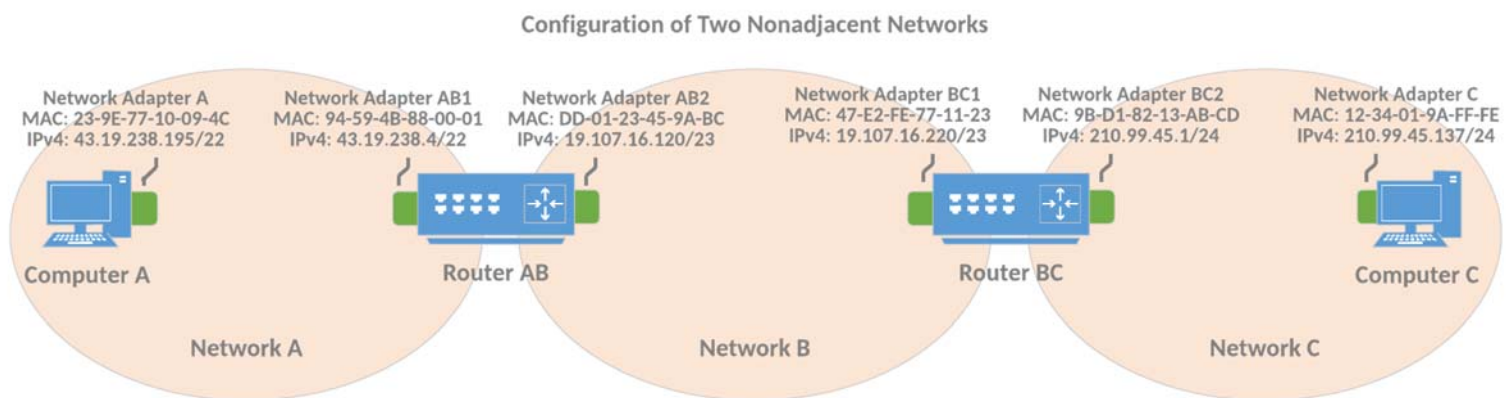 Configuration of Two Nonadjacent Networks
Network Adapter A
MAC: 23-9E-77-10-09-4C
IPv4: 43.19.238.195/22
Network Adapter AB1
MAC: 94-59-4B-88-00-01
IPv4: 43.19.238.4/22
Network Adapter AB2
MAC: DD-01-23-45-9A-BC
IPv4: 19.107.16.120/23
Network Adapter BC1
MAC: 47-E2-FE-77-11-23
IPv4: 19.107.16.220/23
Network Adapter BC2
MAC: 9B-D1-82-13-AB-CD
IPv4: 210.99.45.1/24
Network Adapter C
MAC: 12-34-01-9A-FF-FE
IPv4: 210.99.45.137/24
Computer A
Router AB
Router BC
Computer C
Network A
Network B
Network C